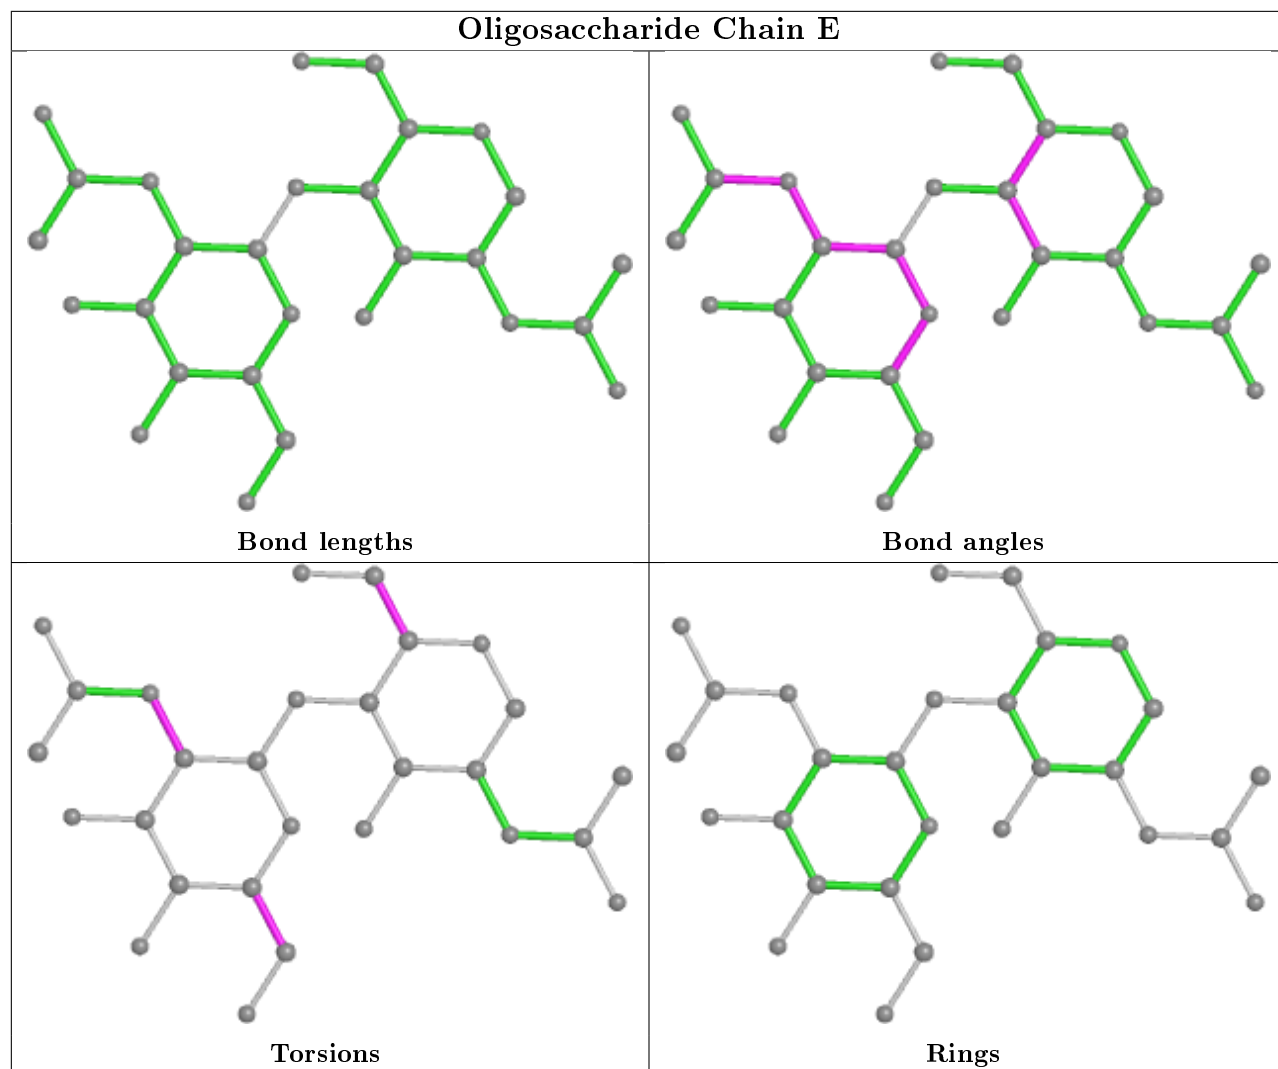 Oligosaccharide Chain E
Bond lengths
Bond angles
Torsions
Rings